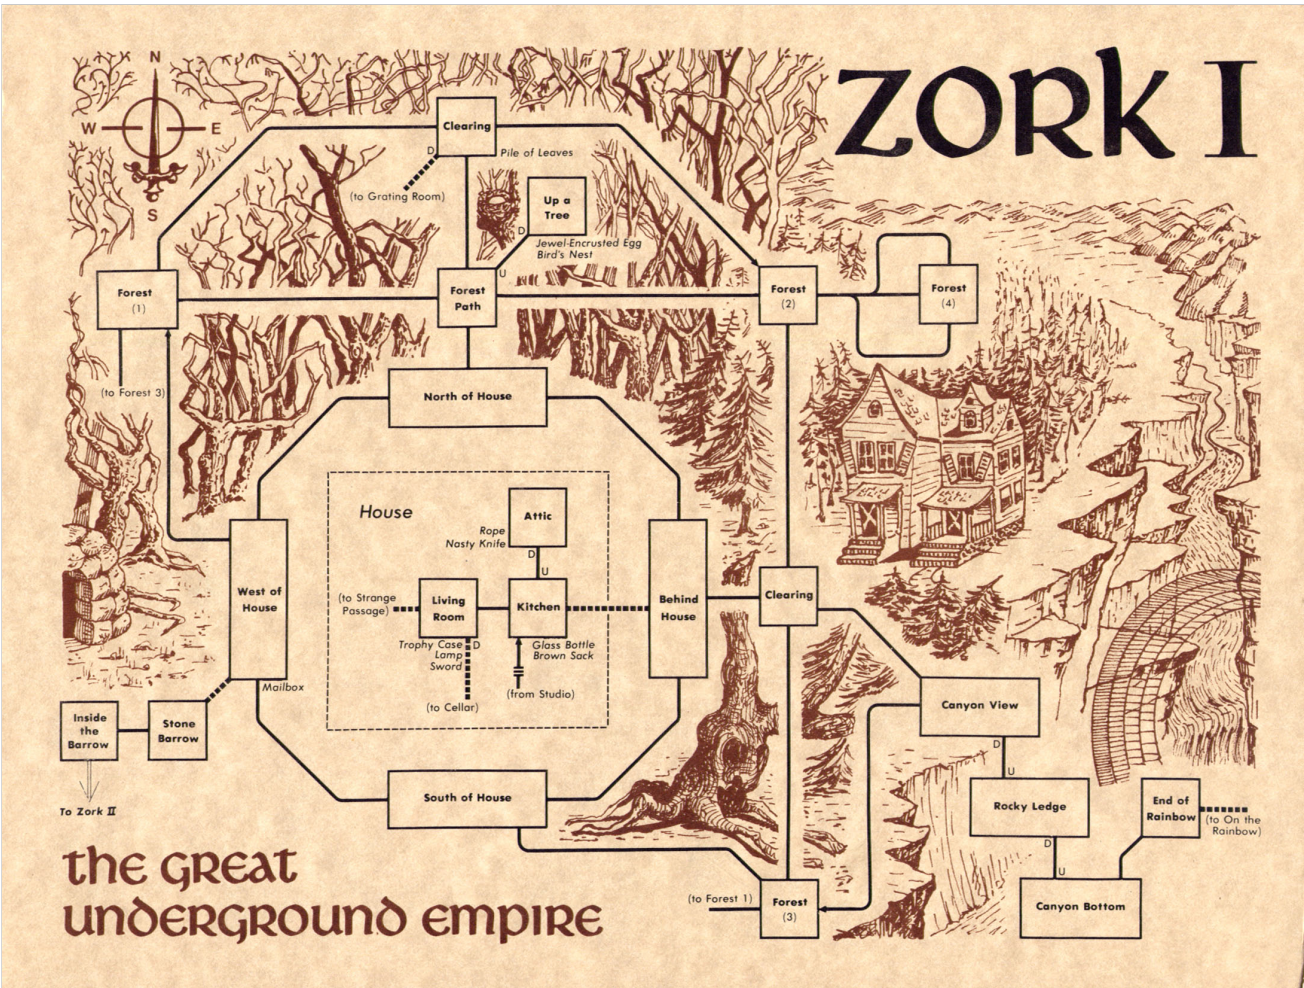 ZORK I
N
W
E
S
Clearing
D
Pile of Leaves
(to Grating Room)
Up a
Tree
D
Jewel-Encrusted Egg
Bird's Nest
U
Forest
(1)
Forest
Path
Forest
(2)
Forest
(4)
(to Forest 3)
North of House
House
Attic
Rope
Nasty Knife
D
U
(to Strange
Passage)
Living
Room
Kitchen
West of
House
Behind
House
Clearing
Trophy Case
Lamp
Sword
D
Glass Bottle
Brown Sack
(from Studio)
(to Cellar)
Mailbox
Inside
the
Barrow
Stone
Barrow
To Zork II
Canyon View
D
U
Rocky Ledge
End of
Rainbow
(to On the
Rainbow)
South of House
D
U
Canyon Bottom
(to Forest 1)
Forest
(3)
the GREAT
UNDERGROUND EMPIRE